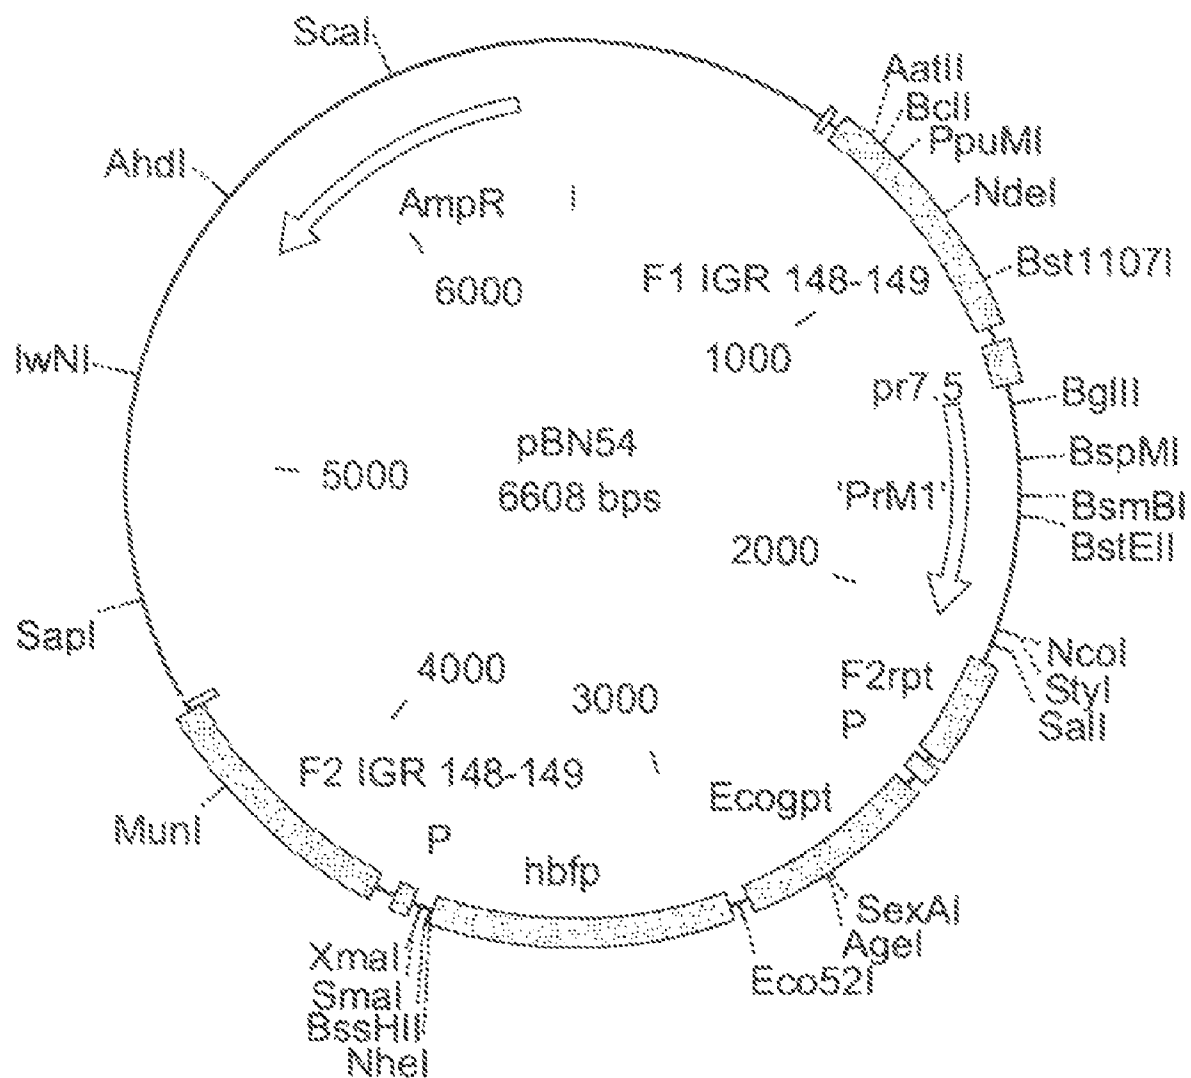 ScaI
AatII
BclI
PpuMI
AhdI
NdeI
AmpR
I
Bst1107I
F1 IGR 148-149
6000
1000
lwNI
pr7.5
BglII
pBN54
BspMI
5000
6608 bps
'PrM1'
BsmBI
BstEII
2000
SapI
NcoI
4000
F2rpt
StyI
3000
P
SalI
F2 IGR 148-149
Ecogpt
MunI
P
hbfp
SexAI
AgeI
XmaI
Eco52I
SmaI
BssHII
NheI